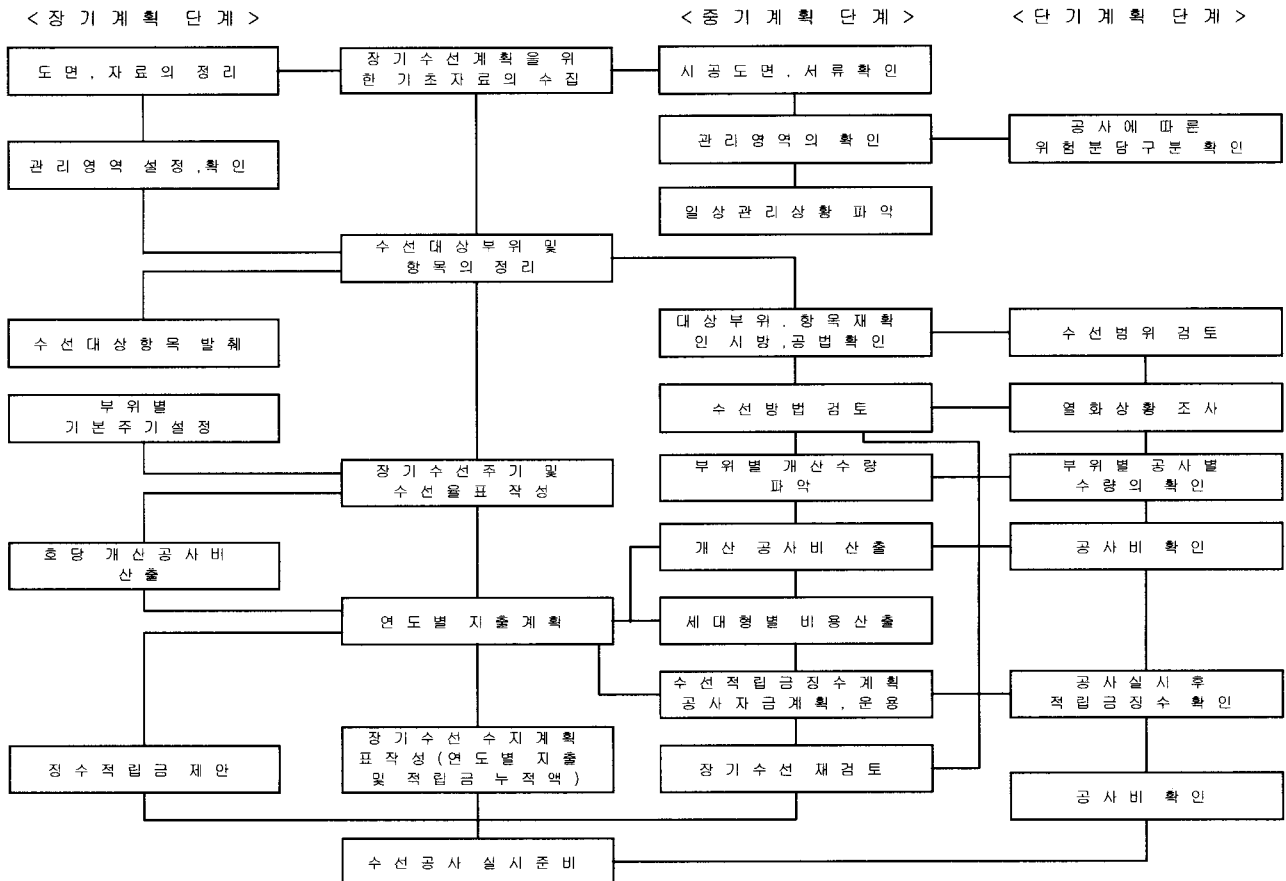 <장기계획 단계>
<중기계획 단계>
<단기계획 단계>
도면,자료의 정리
장기수선계획을 위
한 기초자료의 수집
시공도면,서류확인
관리영역의 확인
공사에 따른
위험분담구분 확인
관리영역 설정,확인
일상관리상황 파악
수선대상부위 및
항목의 정리
대상부위,항목재확
인 시방,공법확인
수선범위 검토
수선대상항목 발췌
부위별
기본주기설정
수선방법 검토
열화상황 조사
장기수선주기 및
수선율표 작성
부위별 개산수량
파악
부위별 공사별
수량의 확인
호당 개산공사비
산출
개산 공사비 산출
공사비 확인
연도별 지출계획
세대형별 비용산출
수선적립금징수계획
공사자금계획,운용
공사실시 후
적립금징수 확인
징수적립금 제안
장기수선 수지계획
표작성(연도별 지출
및 적립금 누적액)
장기수선 재검토
공사비 확인
수선공사 실시준비